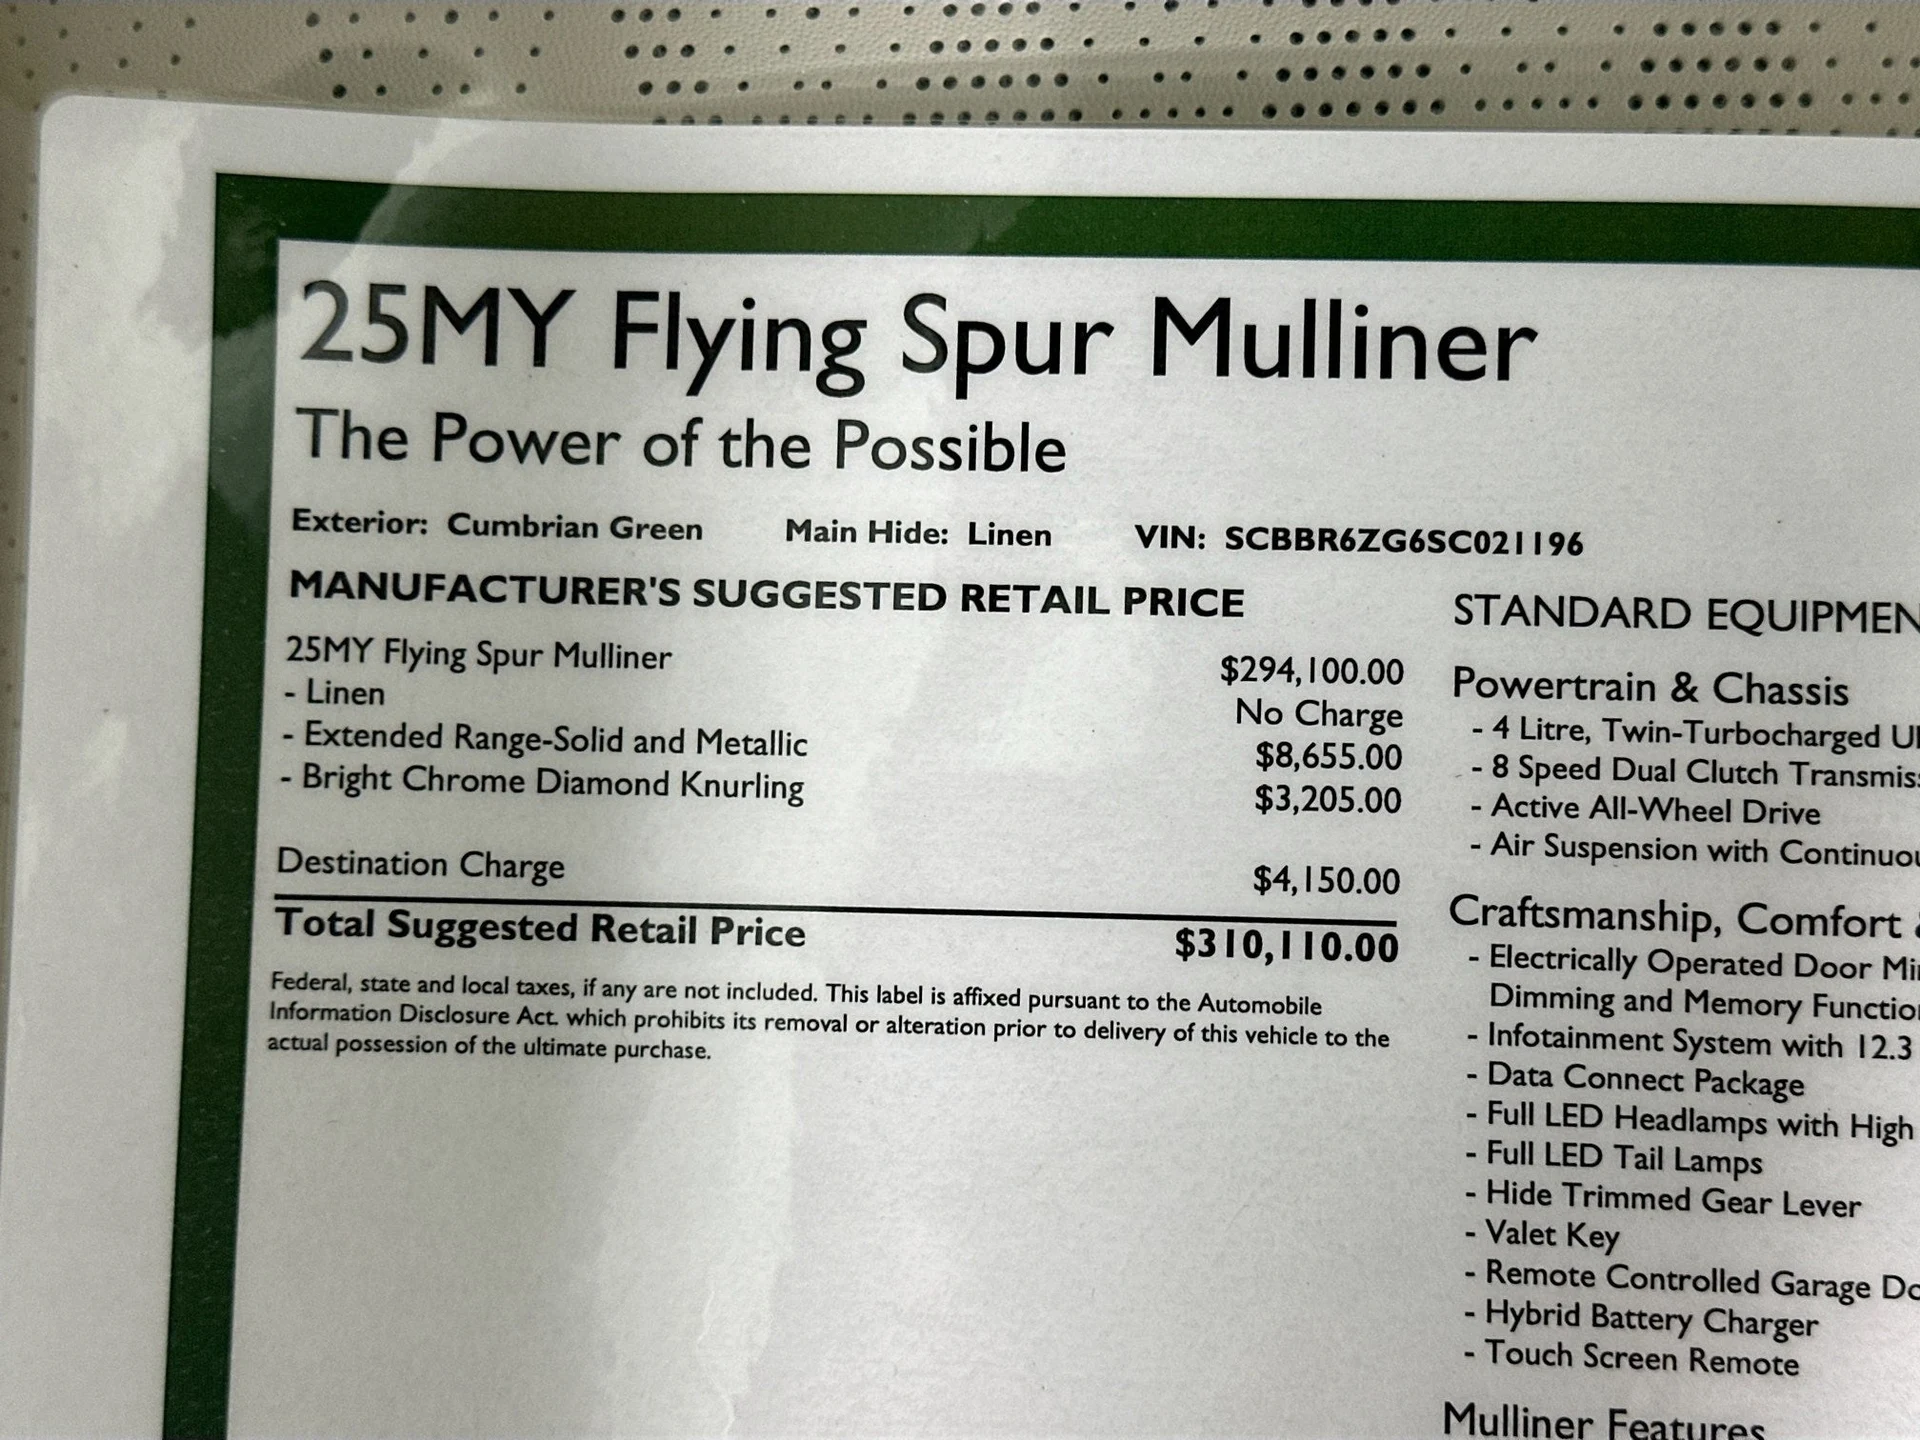 25MY Flying Spur Mulliner
The Power of the Possible
Exterior: Cumbrian Green Main Hide: Linen VIN: SCBBR6ZG6SC021196
MANUFACTURER'S SUGGESTED RETAIL PRICE
25MY Flying Spur Mulliner $294,100.00
- Linen No Charge
- Extended Range-Solid and Metallic $8,655.00
- Bright Chrome Diamond Knurling $3,205.00
Destination Charge $4,150.00
Total Suggested Retail Price $310,110.00
Federal, state and local taxes, if any are not included. This label is affixed pursuant to the Automobile
Information Disclosure Act. which prohibits its removal or alteration prior to delivery of this vehicle to the
actual possession of the ultimate purchase.
STANDARD
Powertrain & Chassis
- 4 Litre, Twin-Turbocharged
- 8 Speed Dual Clutch
- Active All-Wheel Drive
- Air Suspension with
Craftsmanship, Comfort
- Electrically Operated Door
Dimming and Memory
- Infotainment System with 12.3
- Data Connect Package
- Full LED Headlamps with High
- Full LED Tail Lamps
- Hide Trimmed Gear Lever
- Valet Key
- Remote Controlled Garage
- Hybrid Battery Charger
- Touch Screen Remote
Mulliner Features